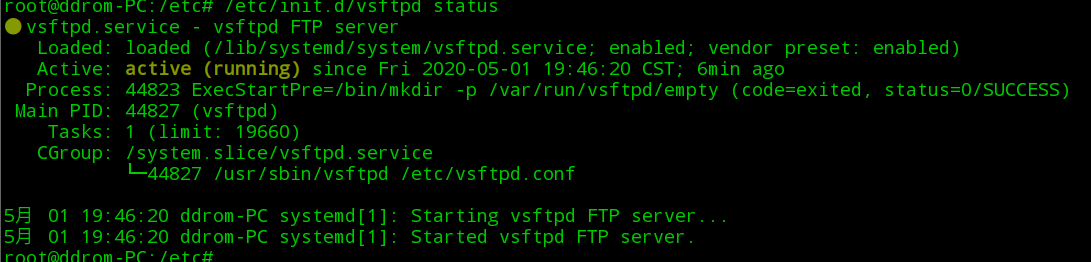 root@ddrom-PC:/etc# /etc/init.d/vsftpd status
●vsftpd.service - vsftpd FTP server
   Loaded: loaded (/lib/systemd/system/vsftpd.service; enabled; vendor preset: enabled)
   Active: active (running) since Fri 2020-05-01 19:46:20 CST; 6min ago
  Process: 44823 ExecStartPre=/bin/mkdir -p /var/run/vsftpd/empty (code=exited, status=0/SUCCESS)
 Main PID: 44827 (vsftpd)
    Tasks: 1 (limit: 19660)
   CGroup: /system.slice/vsftpd.service
           └─44827 /usr/sbin/vsftpd /etc/vsftpd.conf

5月 01 19:46:20 ddrom-PC systemd[1]: Starting vsftpd FTP server...
5月 01 19:46:20 ddrom-PC systemd[1]: Started vsftpd FTP server.
root@ddrom-PC:/etc#